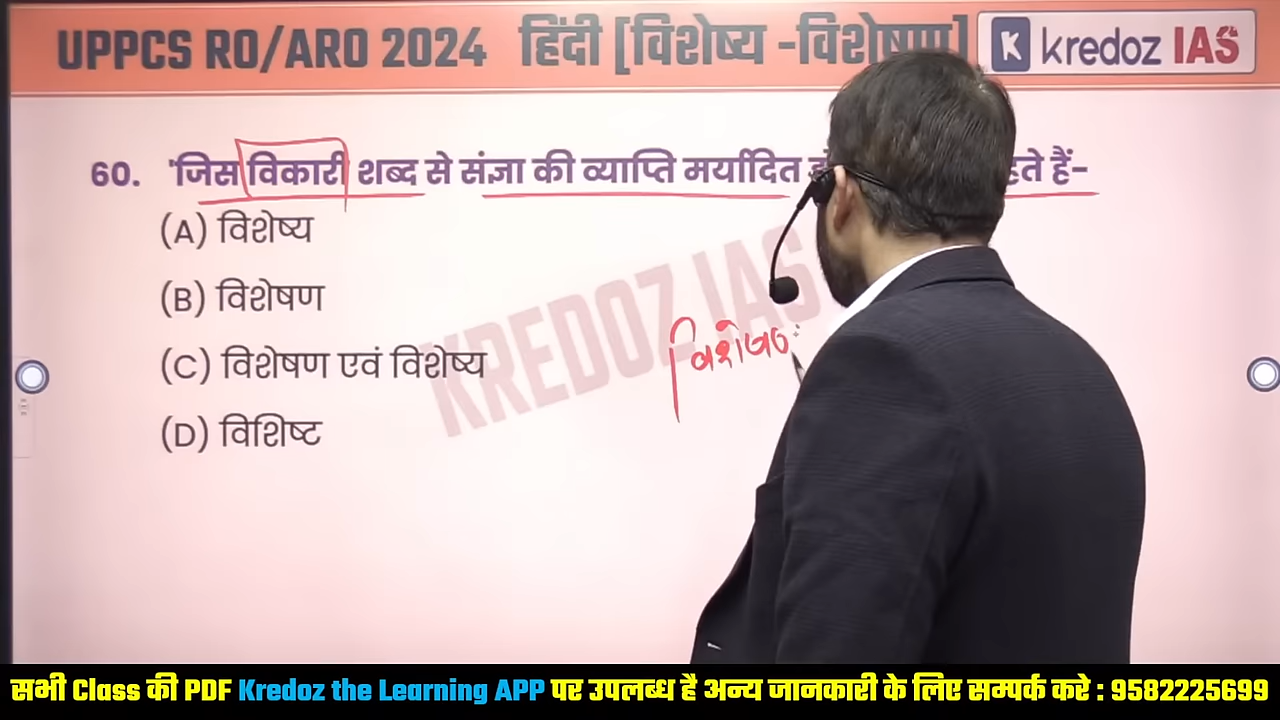 UPPCS RO/ARO 2024 हिंदी [विशेष्य -विशेषण]
kredoz IAS
60. 'जिस विकारी शब्द से संज्ञा की व्याप्ति मर्यादित हते हैं-
(A) विशेष्य
(B) विशेषण
(C) विशेषण एवं विशेष्य
(D) विशिष्ट
KREDOZ IAS
विशेषण
सभी Class की PDF Kredoz the Learning APP पर उपलब्ध है अन्य जानकारी के लिए सम्पर्क करे : 9582225699